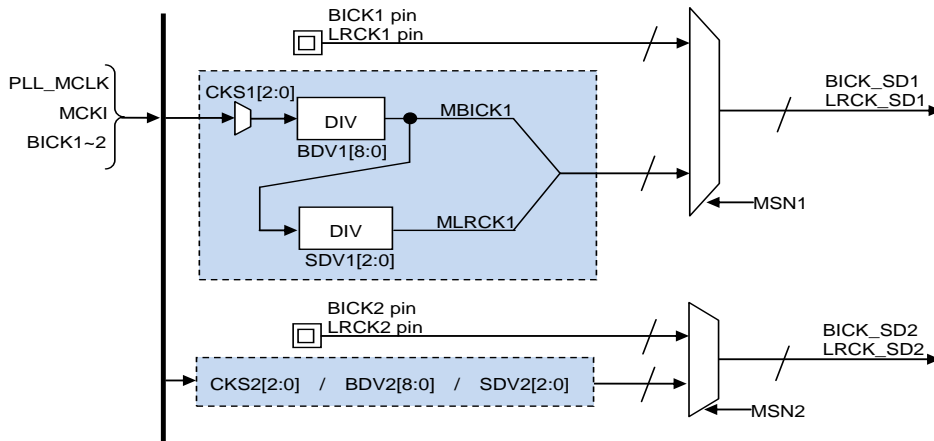 BICK1 pin
LRCK1 pin
PLL_MCLK
MCKI
BICK1~2
CKS1[2:0]
DIV
BDV1[8:0]
MBICK1
DIV
SDV1[2:0]
MLRCK1
BICK_SD1
LRCK_SD1
MSN1
BICK2 pin
LRCK2 pin
CKS2[2:0] / BDV2[8:0] / SDV2[2:0]
BICK_SD2
LRCK_SD2
MSN2